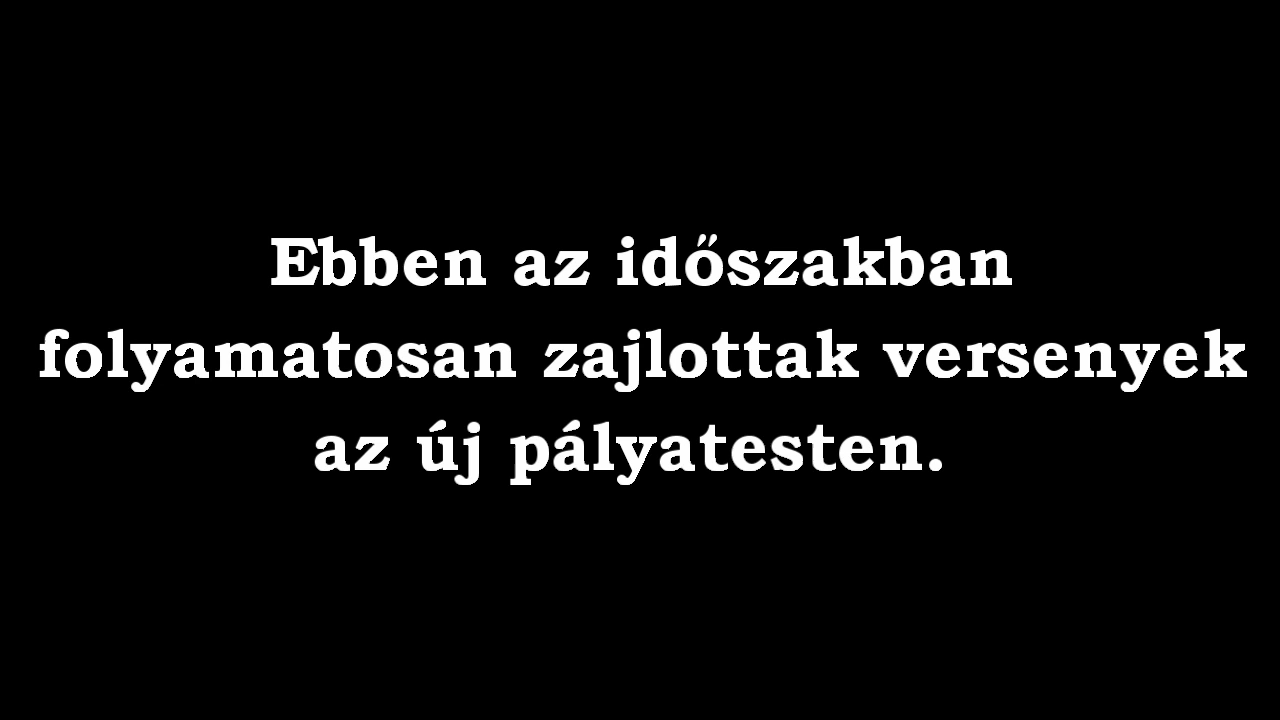 Ebben az időszakban
folyamatosan zajlottak versenyek
az új pályatesten.